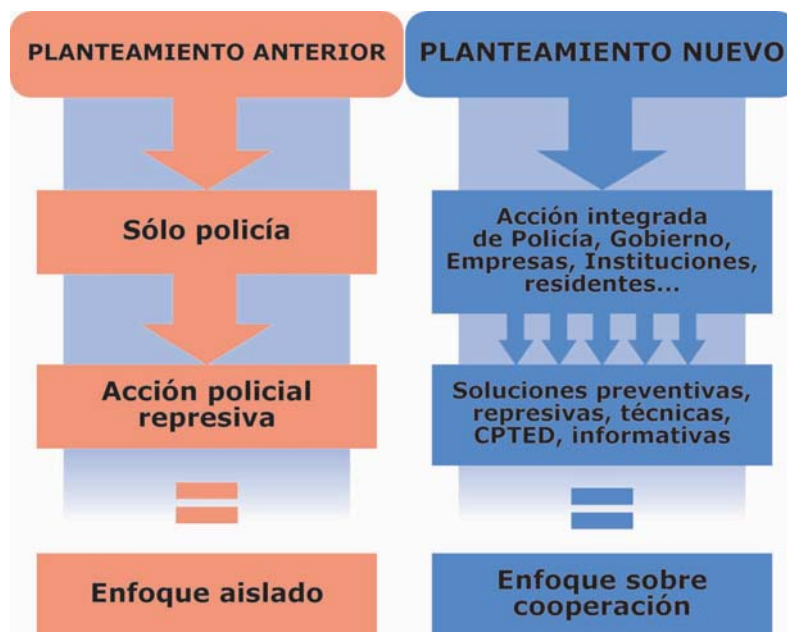 PLANTEAMIENTO ANTERIOR
Sólo policía
Acción policial
represiva
Enfoque aislado
PLANTEAMIENTO NUEVO
Acción integrada
de Policía, Gobierno,
Empresas, Instituciones,
residentes...
Soluciones preventivas,
represivas, técnicas,
CPTED, informativas
Enfoque sobre
cooperación